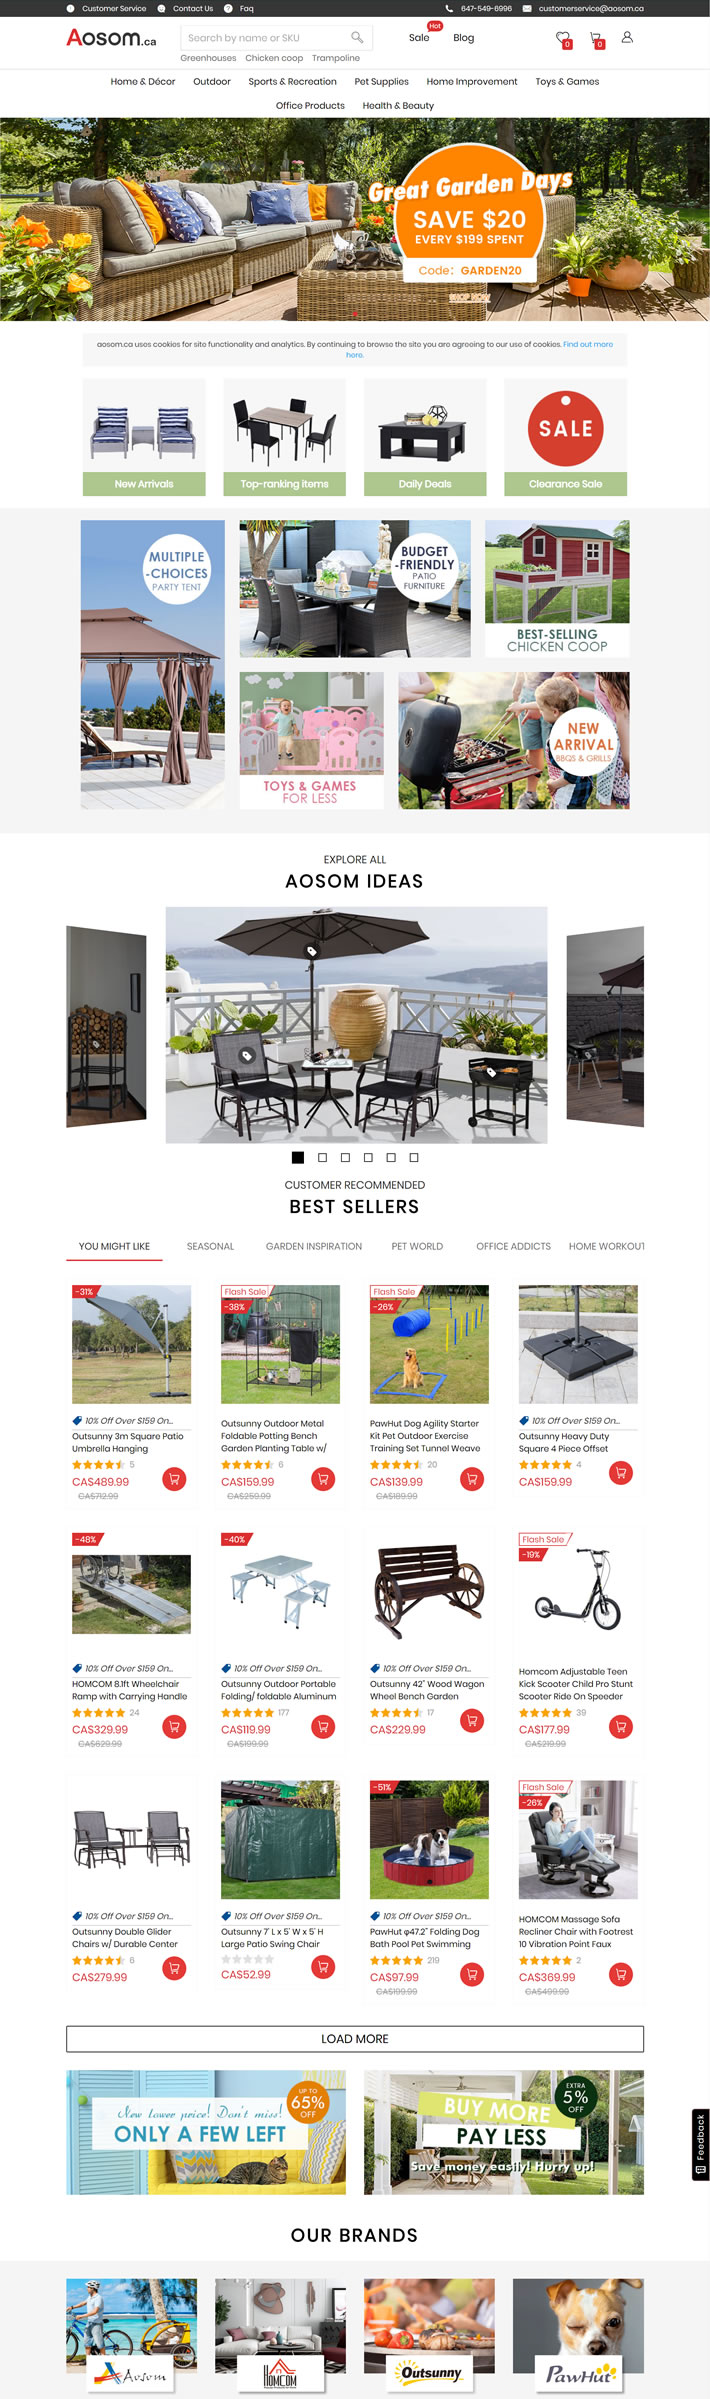 Customer Service Contact Us Faq 647-549-6996 customerservice@aosom.ca
Aosom.ca Search by name or SKU Sale Hot Blog 0 0
Greenhouses Chicken coop Trampoline
Home & Décor Outdoor Sports & Recreation Pet Supplies Home Improvement Toys & Games
Office Products Health & Beauty
Great Garden Days
SAVE $20
EVERY $199 SPENT
Code: GARDEN20
SHOP NOW
aosom.ca uses cookies for site functionality and analytics. By continuing to browse the site you are agreeing to our use of cookies. Find out more
here.
SALE
New Arrivals Top-ranking items Daily Deals Clearance Sale
MULTIPLE
-CHOICES
PARTY TENT
BUDGET
-FRIENDLY
PATIO
FURNITURE
BEST-SELLING
CHICKEN COOP
TOYS & GAMES
FOR LESS
NEW
ARRIVAL
BBQS & GRILLS
EXPLORE ALL
AOSOM IDEAS
CUSTOMER RECOMMENDED
BEST SELLERS
YOU MIGHT LIKE SEASONAL GARDEN INSPIRATION PET WORLD OFFICE ADDICTS HOME WORKOUT
-31%
10% Off Over $159 On...
Outsunny 3m Square Patio
Umbrella Hanging
5
CA$489.99
CA$712.99
Flash Sale
-38%
Outsunny Outdoor Metal
Foldable Potting Bench
Garden Planting Table w/
6
CA$159.99
CA$259.99
Flash Sale
-26%
PawHut Dog Agility Starter
Kit Pet Outdoor Exercise
Training Set Tunnel Weave
20
CA$139.99
CA$189.99
10% Off Over $159 On...
Outsunny Heavy Duty
Square 4 Piece Offset
4
CA$159.99
-48%
10% Off Over $159 On...
HOMCOM 8.1ft Wheelchair
Ramp with Carrying Handle
24
CA$329.99
CA$629.99
-40%
10% Off Over $159 On...
Outsunny Outdoor Portable
Folding/ foldable Aluminum
177
CA$119.99
CA$199.99
10% Off Over $159 On...
Outsunny 42" Wood Wagon
Wheel Bench Garden
17
CA$229.99
Flash Sale
-19%
Homcom Adjustable Teen
Kick Scooter Child Pro Stunt
Scooter Ride On Speeder
39
CA$177.99
CA$219.99
10% Off Over $159 On...
Outsunny Double Glider
Chairs w/ Durable Center
6
CA$279.99
10% Off Over $159 On...
Outsunny 7' L x 5' W x 5' H
Large Patio Swing Chair
CA$52.99
-51%
10% Off Over $159 On...
PawHut φ47.2" Folding Dog
Bath Pool Pet Swimming
219
CA$97.99
CA$199.99
Flash Sale
-26%
HOMCOM Massage Sofa
Recliner Chair with Footrest
10 Vibration Point Faux
2
CA$369.99
CA$499.99
LOAD MORE
New lower price! Don't miss!
ONLY A FEW LEFT
UP TO
65%
OFF
BUY MORE
PAY LESS
Save money easily! Hurry up!
EXTRA
5%
OFF
Feedback
OUR BRANDS
Aosom HOMCOM Outsunny PawHut